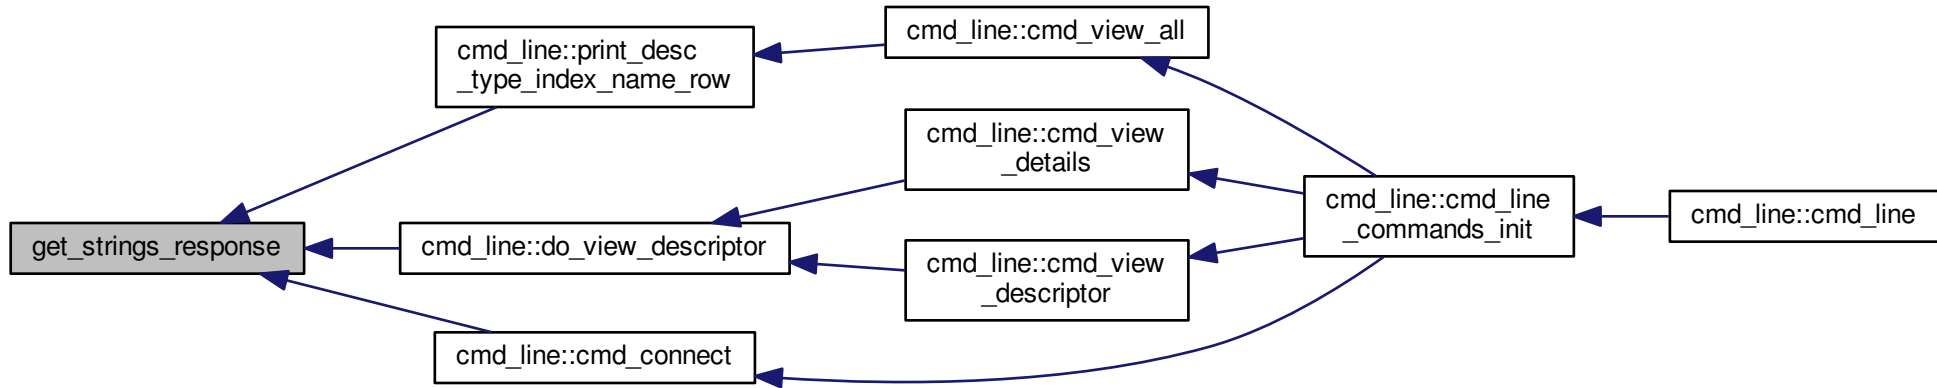 get_strings_response
cmd_line::print_desc
_type_index_name_row
cmd_line::do_view_descriptor
cmd_line::cmd_connect
cmd_line::cmd_view_all
cmd_line::cmd_view
_details
cmd_line::cmd_view
_descriptor
cmd_line::cmd_line
_commands_init
cmd_line::cmd_line